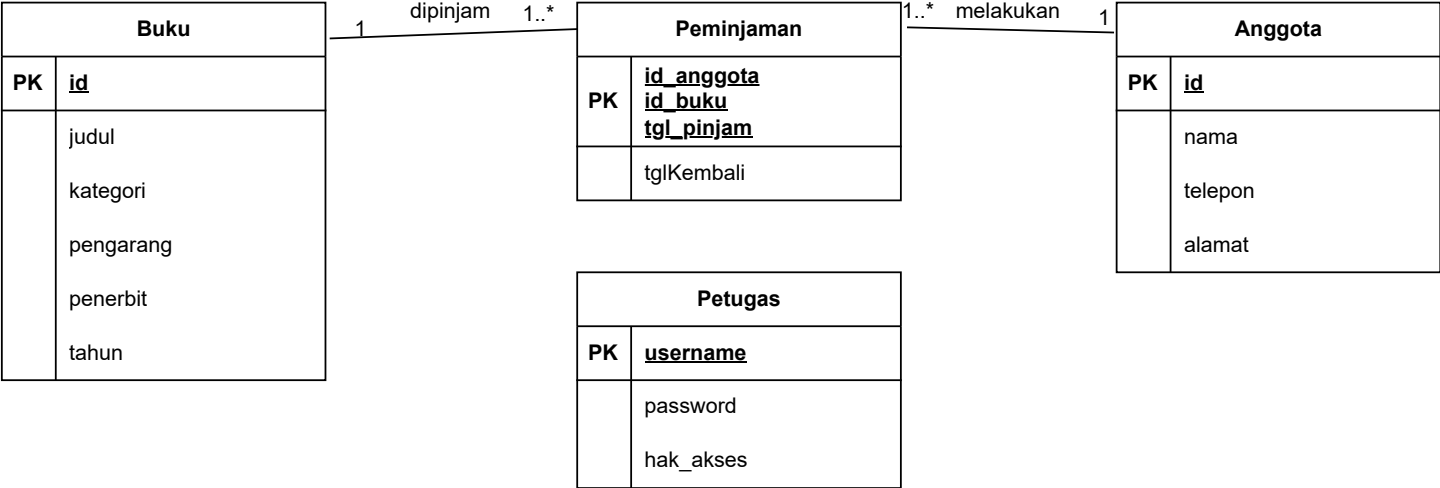 Buku
PK id
judul
kategori
pengarang
penerbit
tahun
1 dipinjam 1..*
Peminjaman
PK
id_anggota
id_buku
tgl_pinjam
tglKembali
1..* melakukan 1
Anggota
PK id
nama
telepon
alamat
Petugas
PK username
password
hak_akses